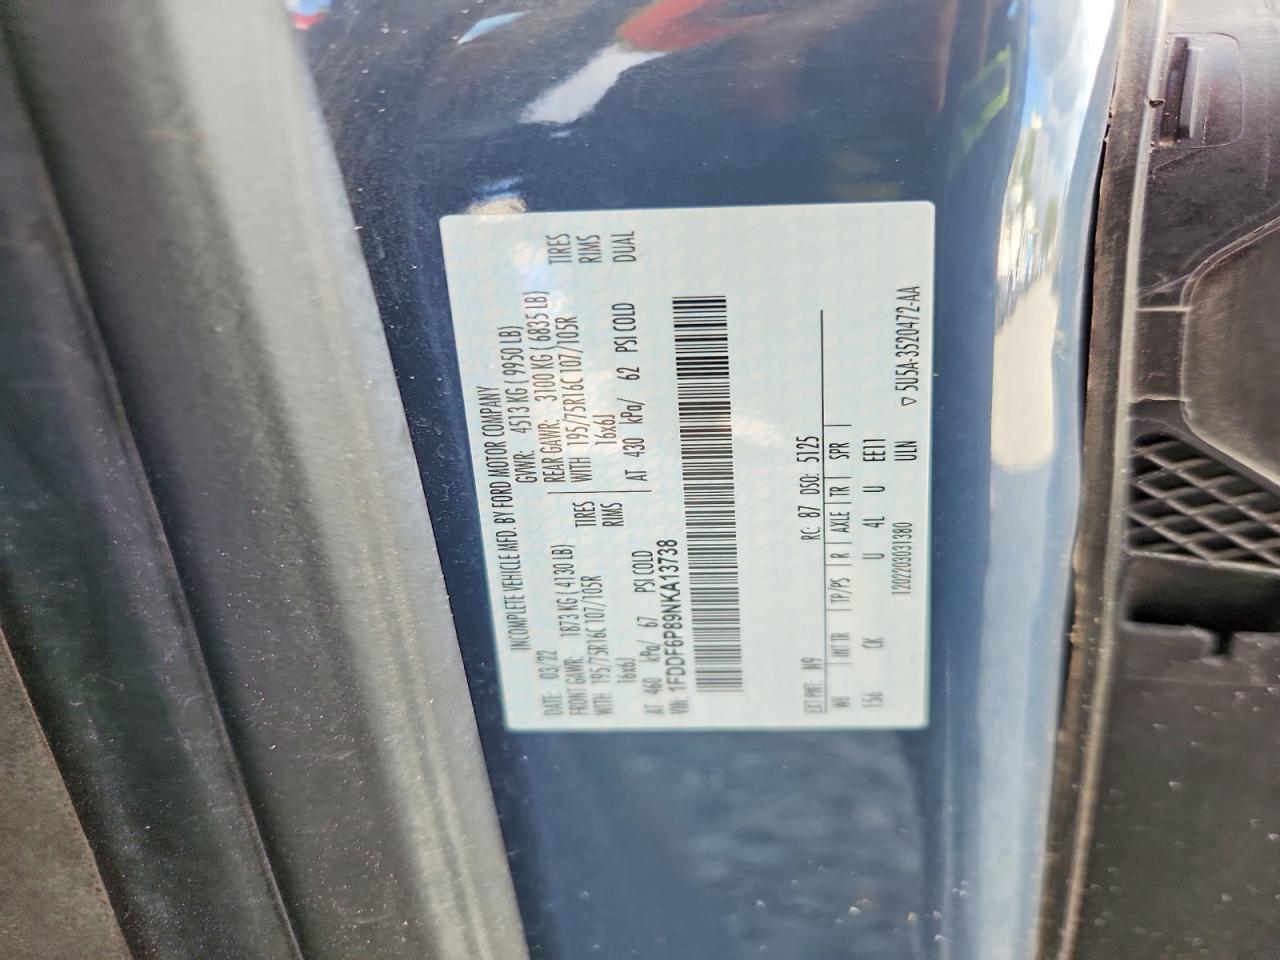 INCOMPLETE VEHICLE MFD. BY FORD MOTOR COMPANY
DATE: 03/22 GVWR: 4513 KG ( 9950 LB)
FRONT GAWR: 1873 KG ( 4130 LB) REAR GAWR: 3100 KG ( 6835 LB)
WITH 195/75R16C 107/105R TIRES WITH 195/75R16C 107/105R TIRES
16x6J RIMS 16x6J RIMS
AT 460 kPa/ 67 PSI COLD AT 430 kPa/ 62 PSI COLD DUAL
VIN: 1FDDF6P89NKA13738
EXT PNT: RC: 87 DSO: 5125
WB INT TR TP/PS R AXLE TR SPR
156 CK U 4L U EE11
1202203031380 ULN
▽ 5U5A-3520472-AA